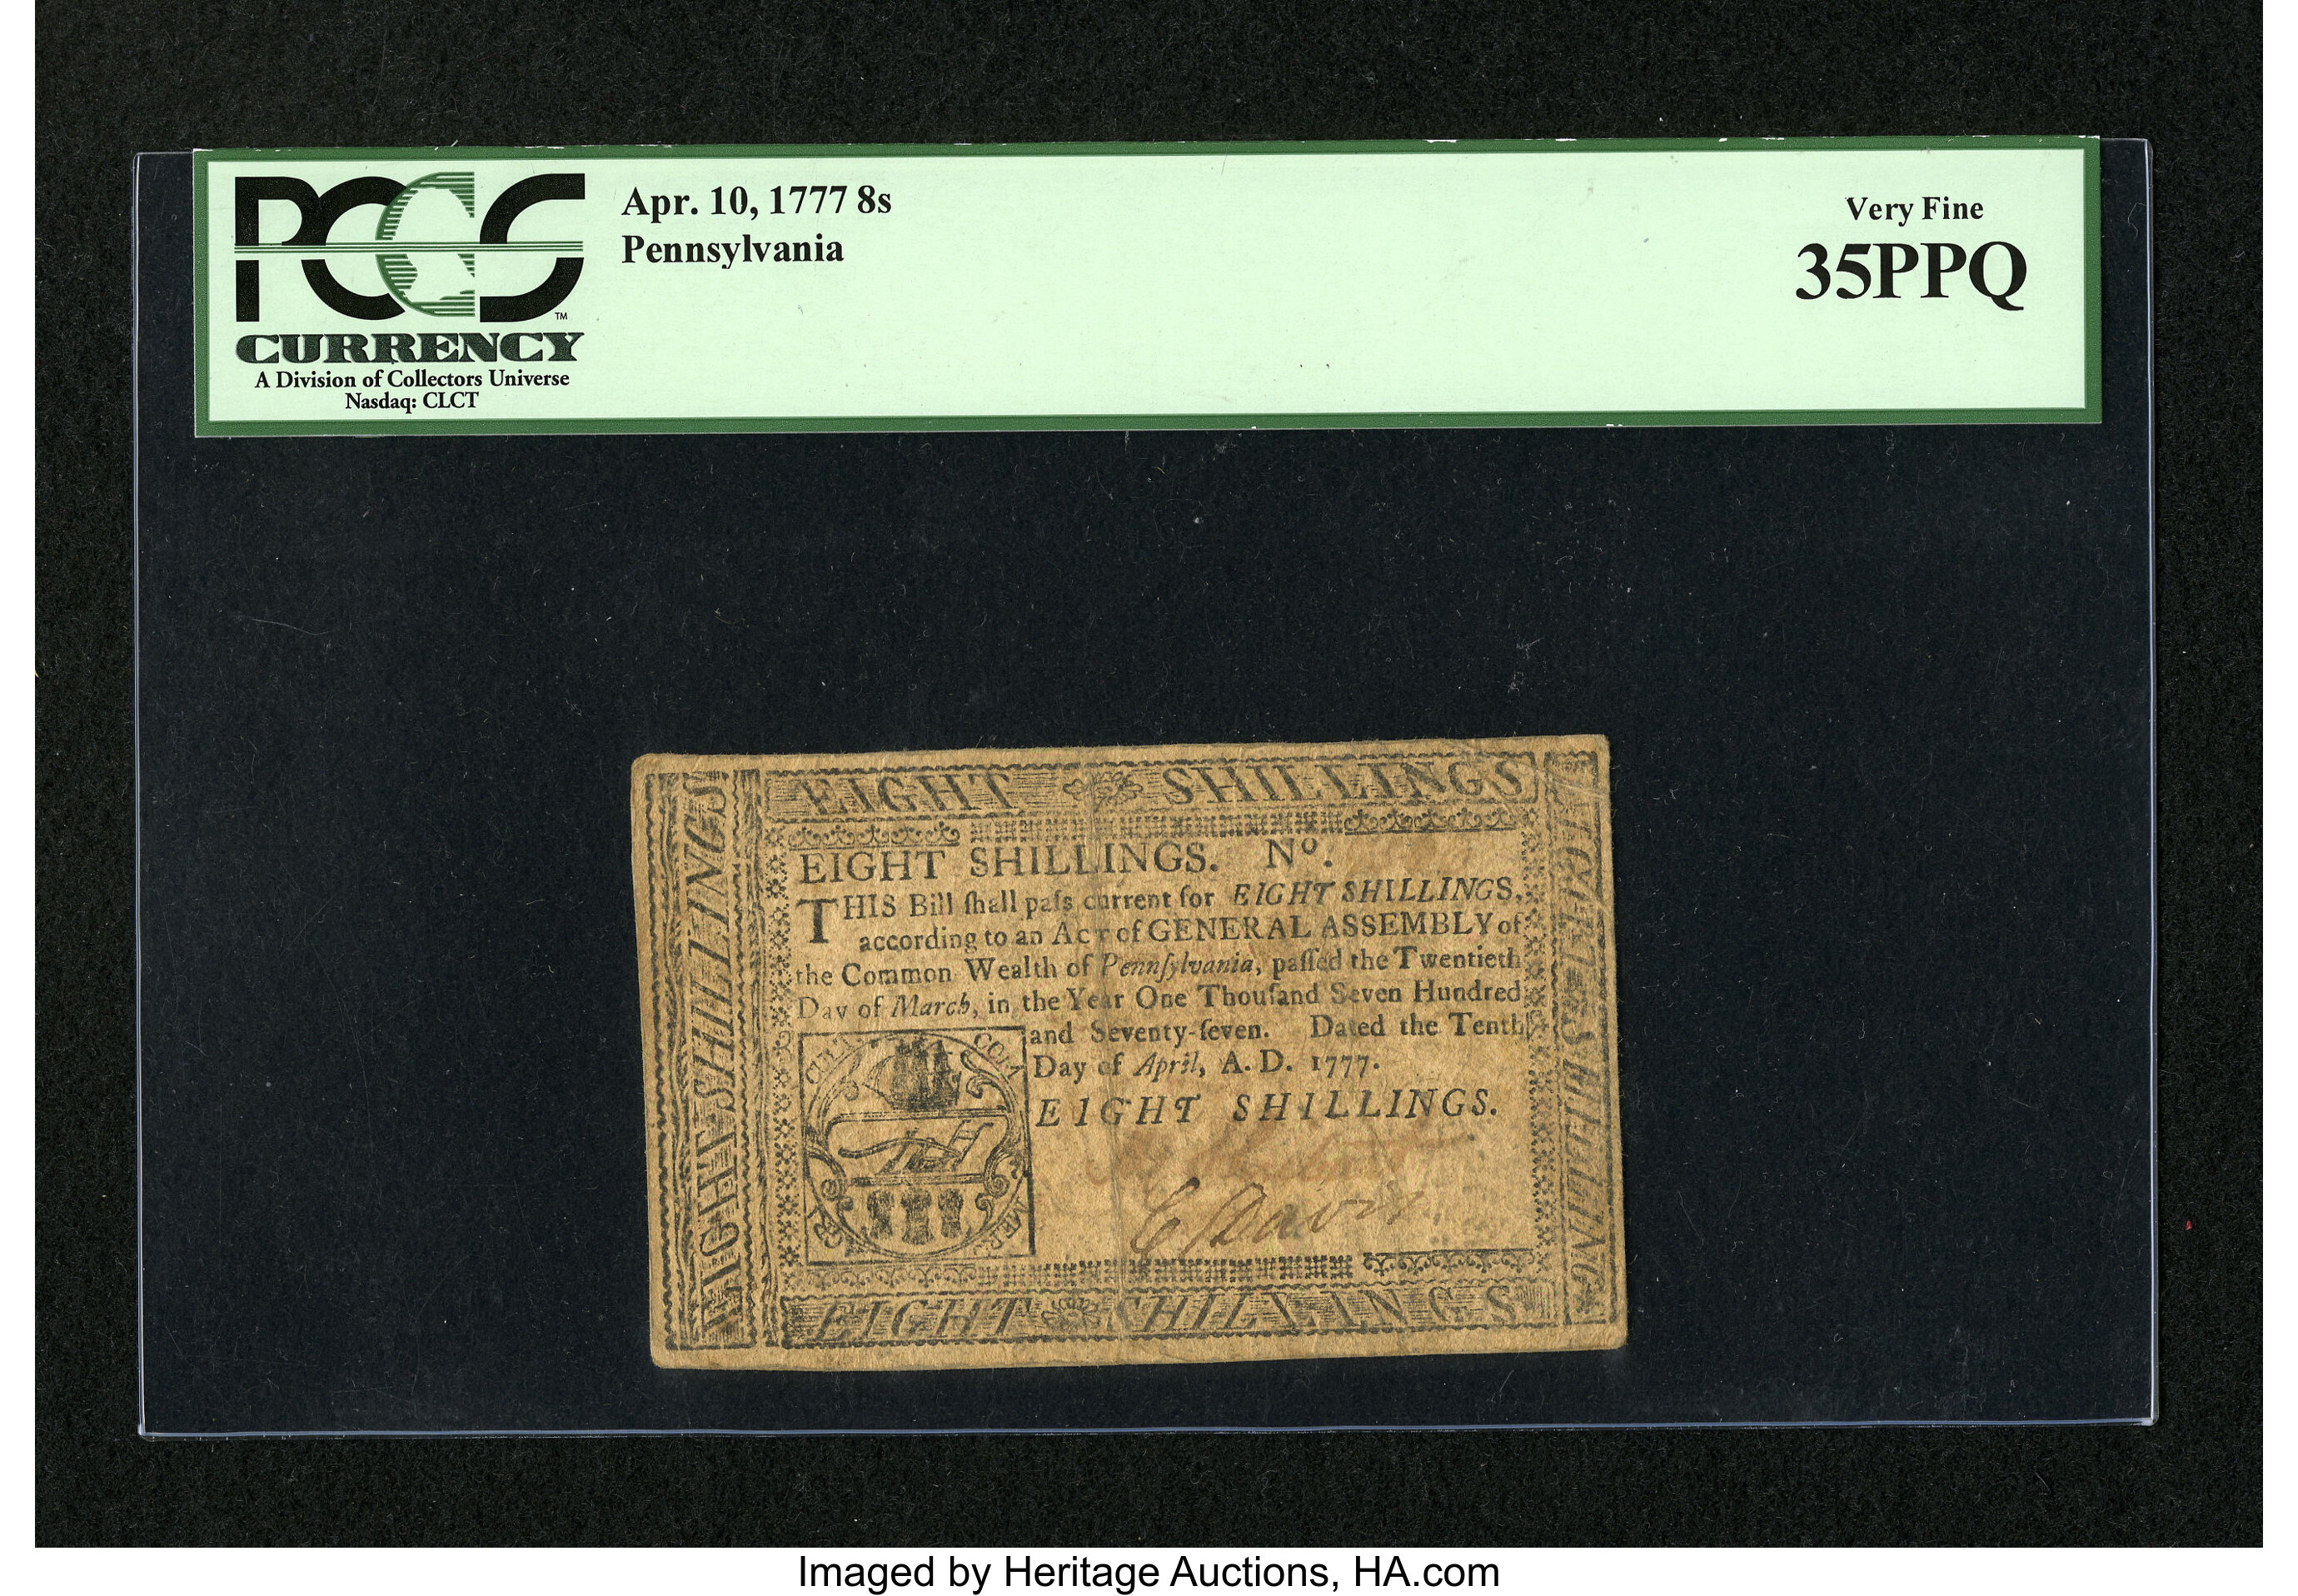 PCGS
TM
CURRENCY
A Division of Collectors Universe
Nasdaq: CLCT
Apr. 10, 1777 8s
Pennsylvania
Very Fine
35PPQ
EIGHT SHILLINGS
EIGHT SHILLINGS
EIGHT SHILLINGS. No.
THIS Bill ſhall paſs current for EIGHT SHILLINGS,
according to an Act of GENERAL ASSEMBLY of
the Common Wealth of Pennſylvania, paſſed the Twentieth
Day of March, in the Year One Thouſand Seven Hundred
and Seventy-ſeven. Dated the Tenth
Day of April, A. D. 1777.
EIGHT SHILLINGS.
C Davis
EIGHT SHILLINGS
EIGHT SHILLINGS
Imaged by Heritage Auctions, HA.com